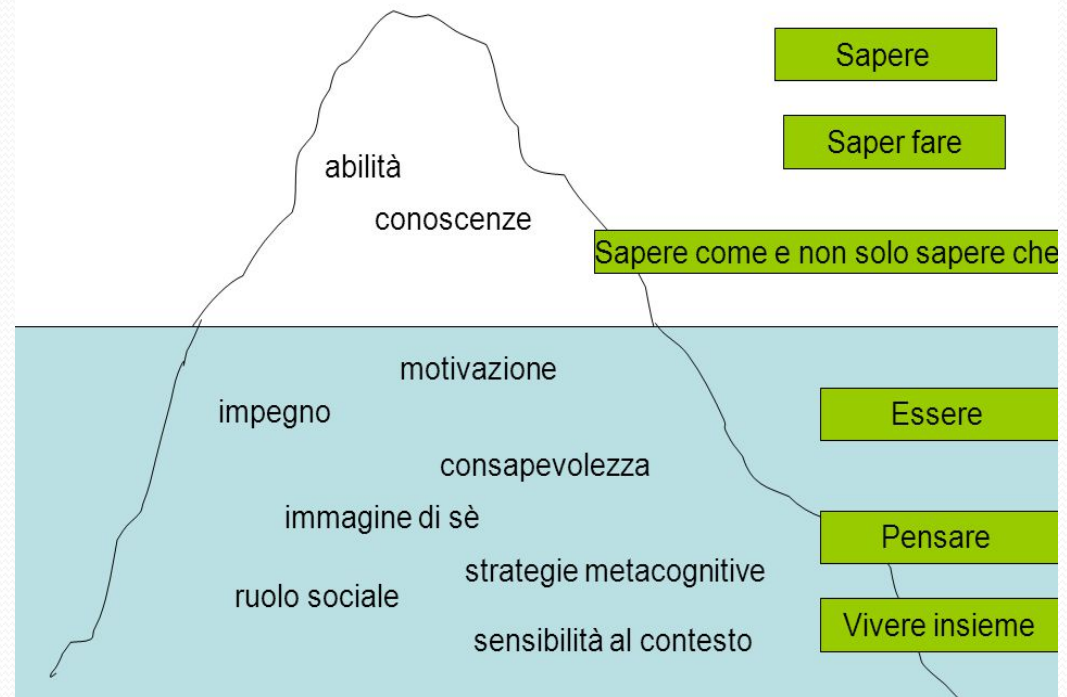 Sapere
Saper fare
abilità
conoscenze
Sapere come e non solo sapere che
motivazione
impegno
Essere
consapevolezza
immagine di sè
Pensare
strategie metacognitive
ruolo sociale
Vivere insieme
sensibilità al contesto